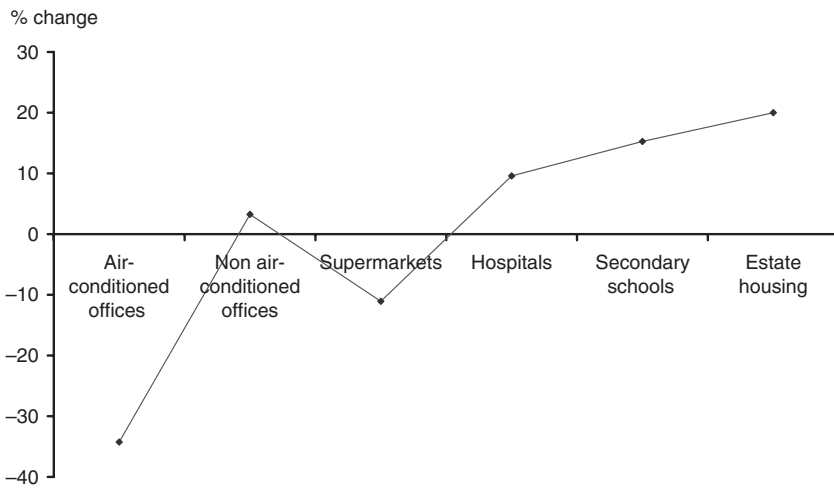 % change
30
20
10
0
–10
–20
–30
–40
Air-
conditioned
offices
Non air-
conditioned
offices
Supermarkets
Hospitals
Secondary
schools
Estate
housing